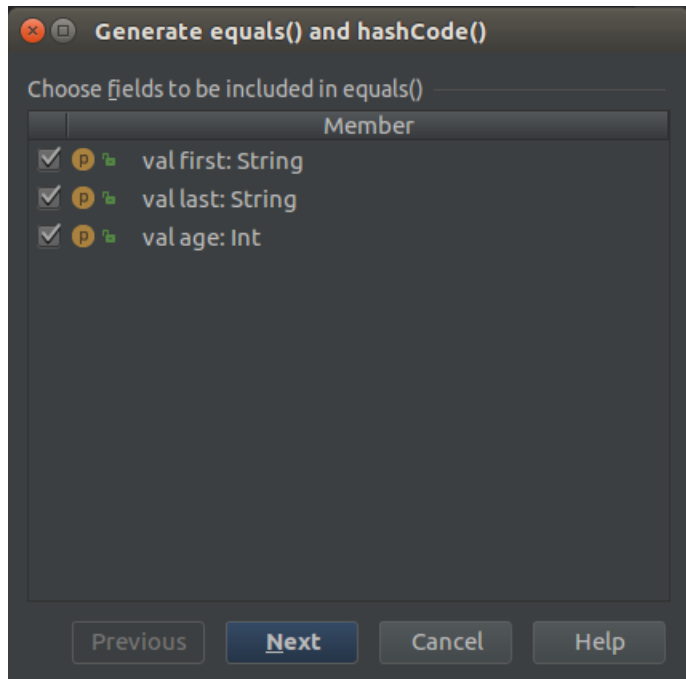 Generate equals() and hashCode()
Choose fields to be included in equals()
Member
p val first: String
p val last: String
p val age: Int
Previous Next Cancel Help